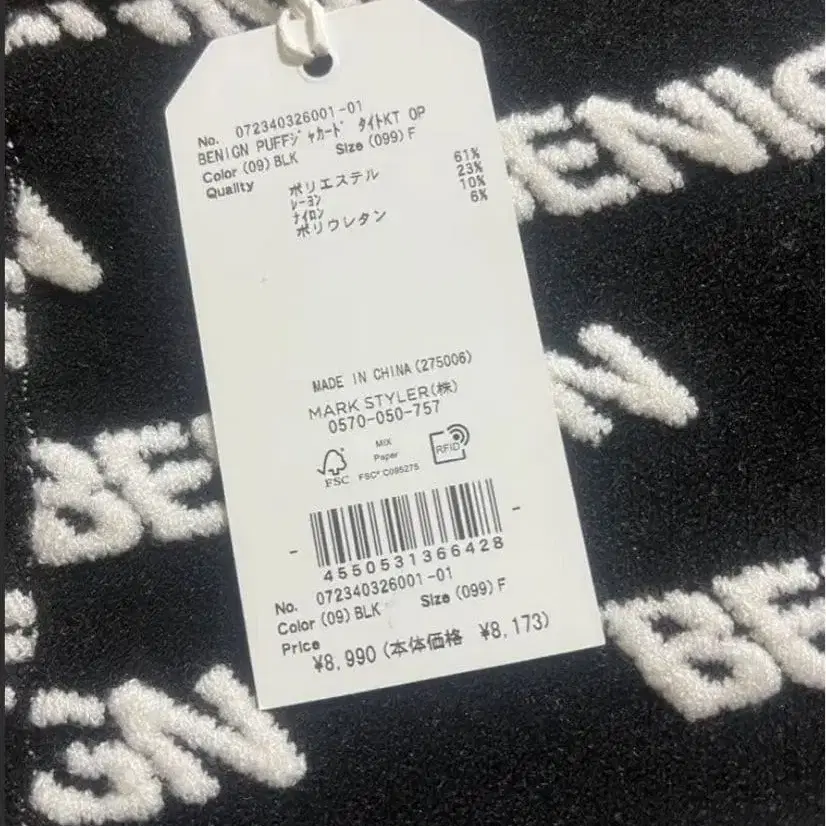 BENIGN
No. 072340326001-01
BENIGN PUFFジャカード タイトKT OP
Color (09) BLK Size (099) F
Quality
ポリエステル 61%
レーヨン 23%
ナイロン 10%
ポリウレタン 6%
MADE IN CHINA (275006)
MARK STYLER(株)
0570-050-757
FSC
MIX
Paper
FSC® C095275
RFID
4550531366428
No. 072340326001-01
Color (09) BLK Size (099) F
Price
¥8,990 (本体価格 ¥8,173)
BE
BE
GN